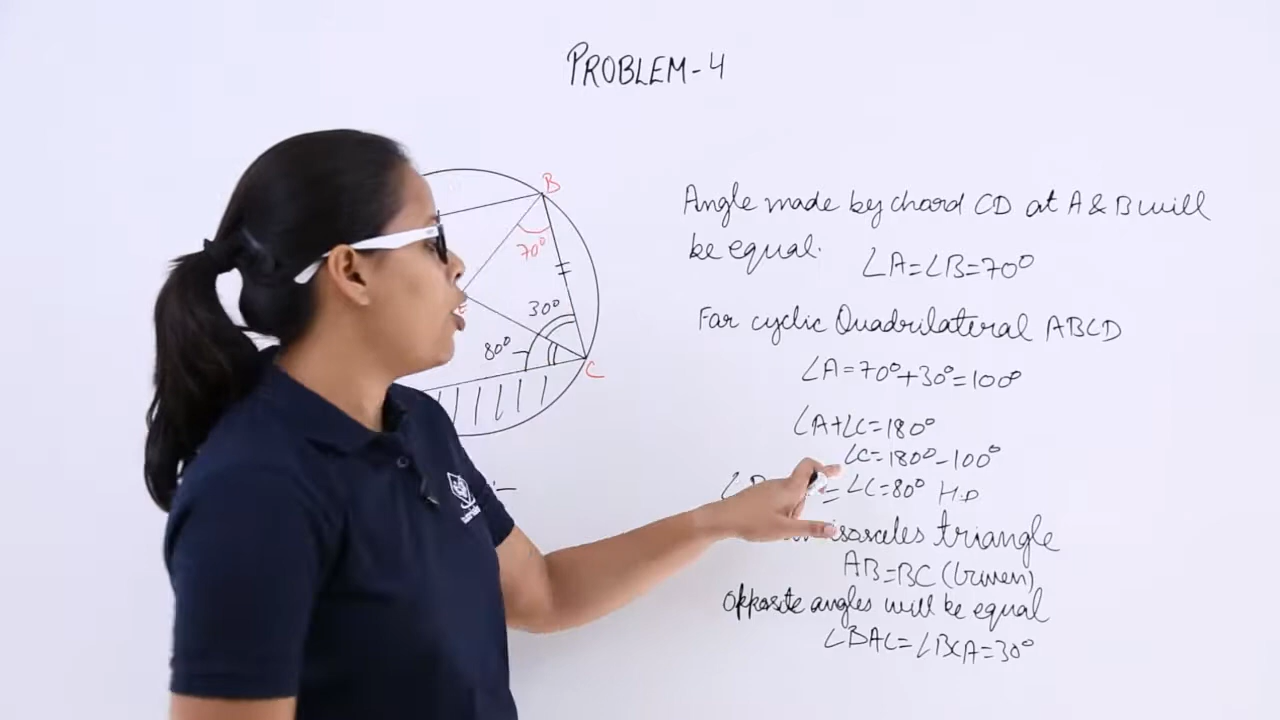 PROBLEM-4
B
70°
E
30°
80°
C
Angle made by chord CD at A & B will
be equal.
∠A=∠B=70°
Far cyclic Quadrilateral ABCD
∠A=70°+30°=100°
∠A+∠C=180°
∠C=180°-100°
= ∠C=80° H.P
isosceles triangle
AB=BC (Given)
Opposite angles will be equal
∠BAC=∠BCA=30°